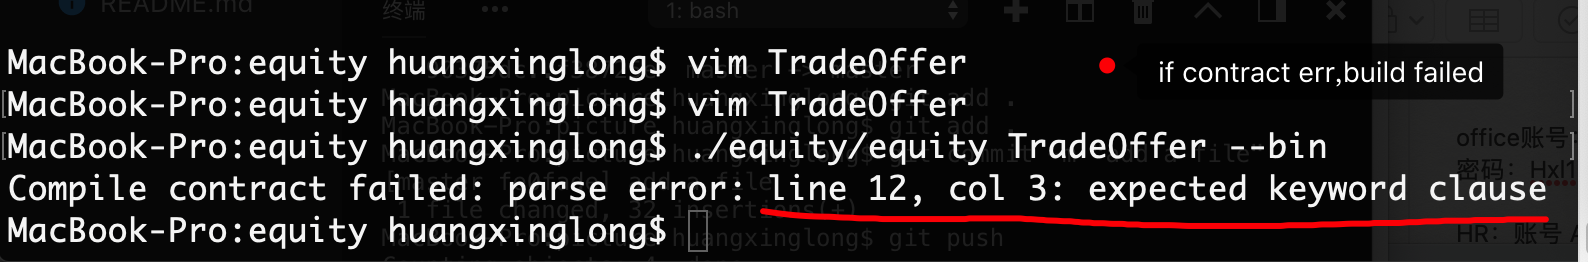 README.md
终端
1: bash
MacBook-Pro:equity huangxinglong$ vim TradeOffer
if contract err,build failed
MacBook-Pro:equity huangxinglong$ vim TradeOffer
MacBook-Pro:equity huangxinglong$ ./equity/equity TradeOffer --bin
office账号
密码：Hxl1
Compile contract failed: parse error: line 12, col 3: expected keyword clause
MacBook-Pro:equity huangxinglong$
git push
HR：账号 A